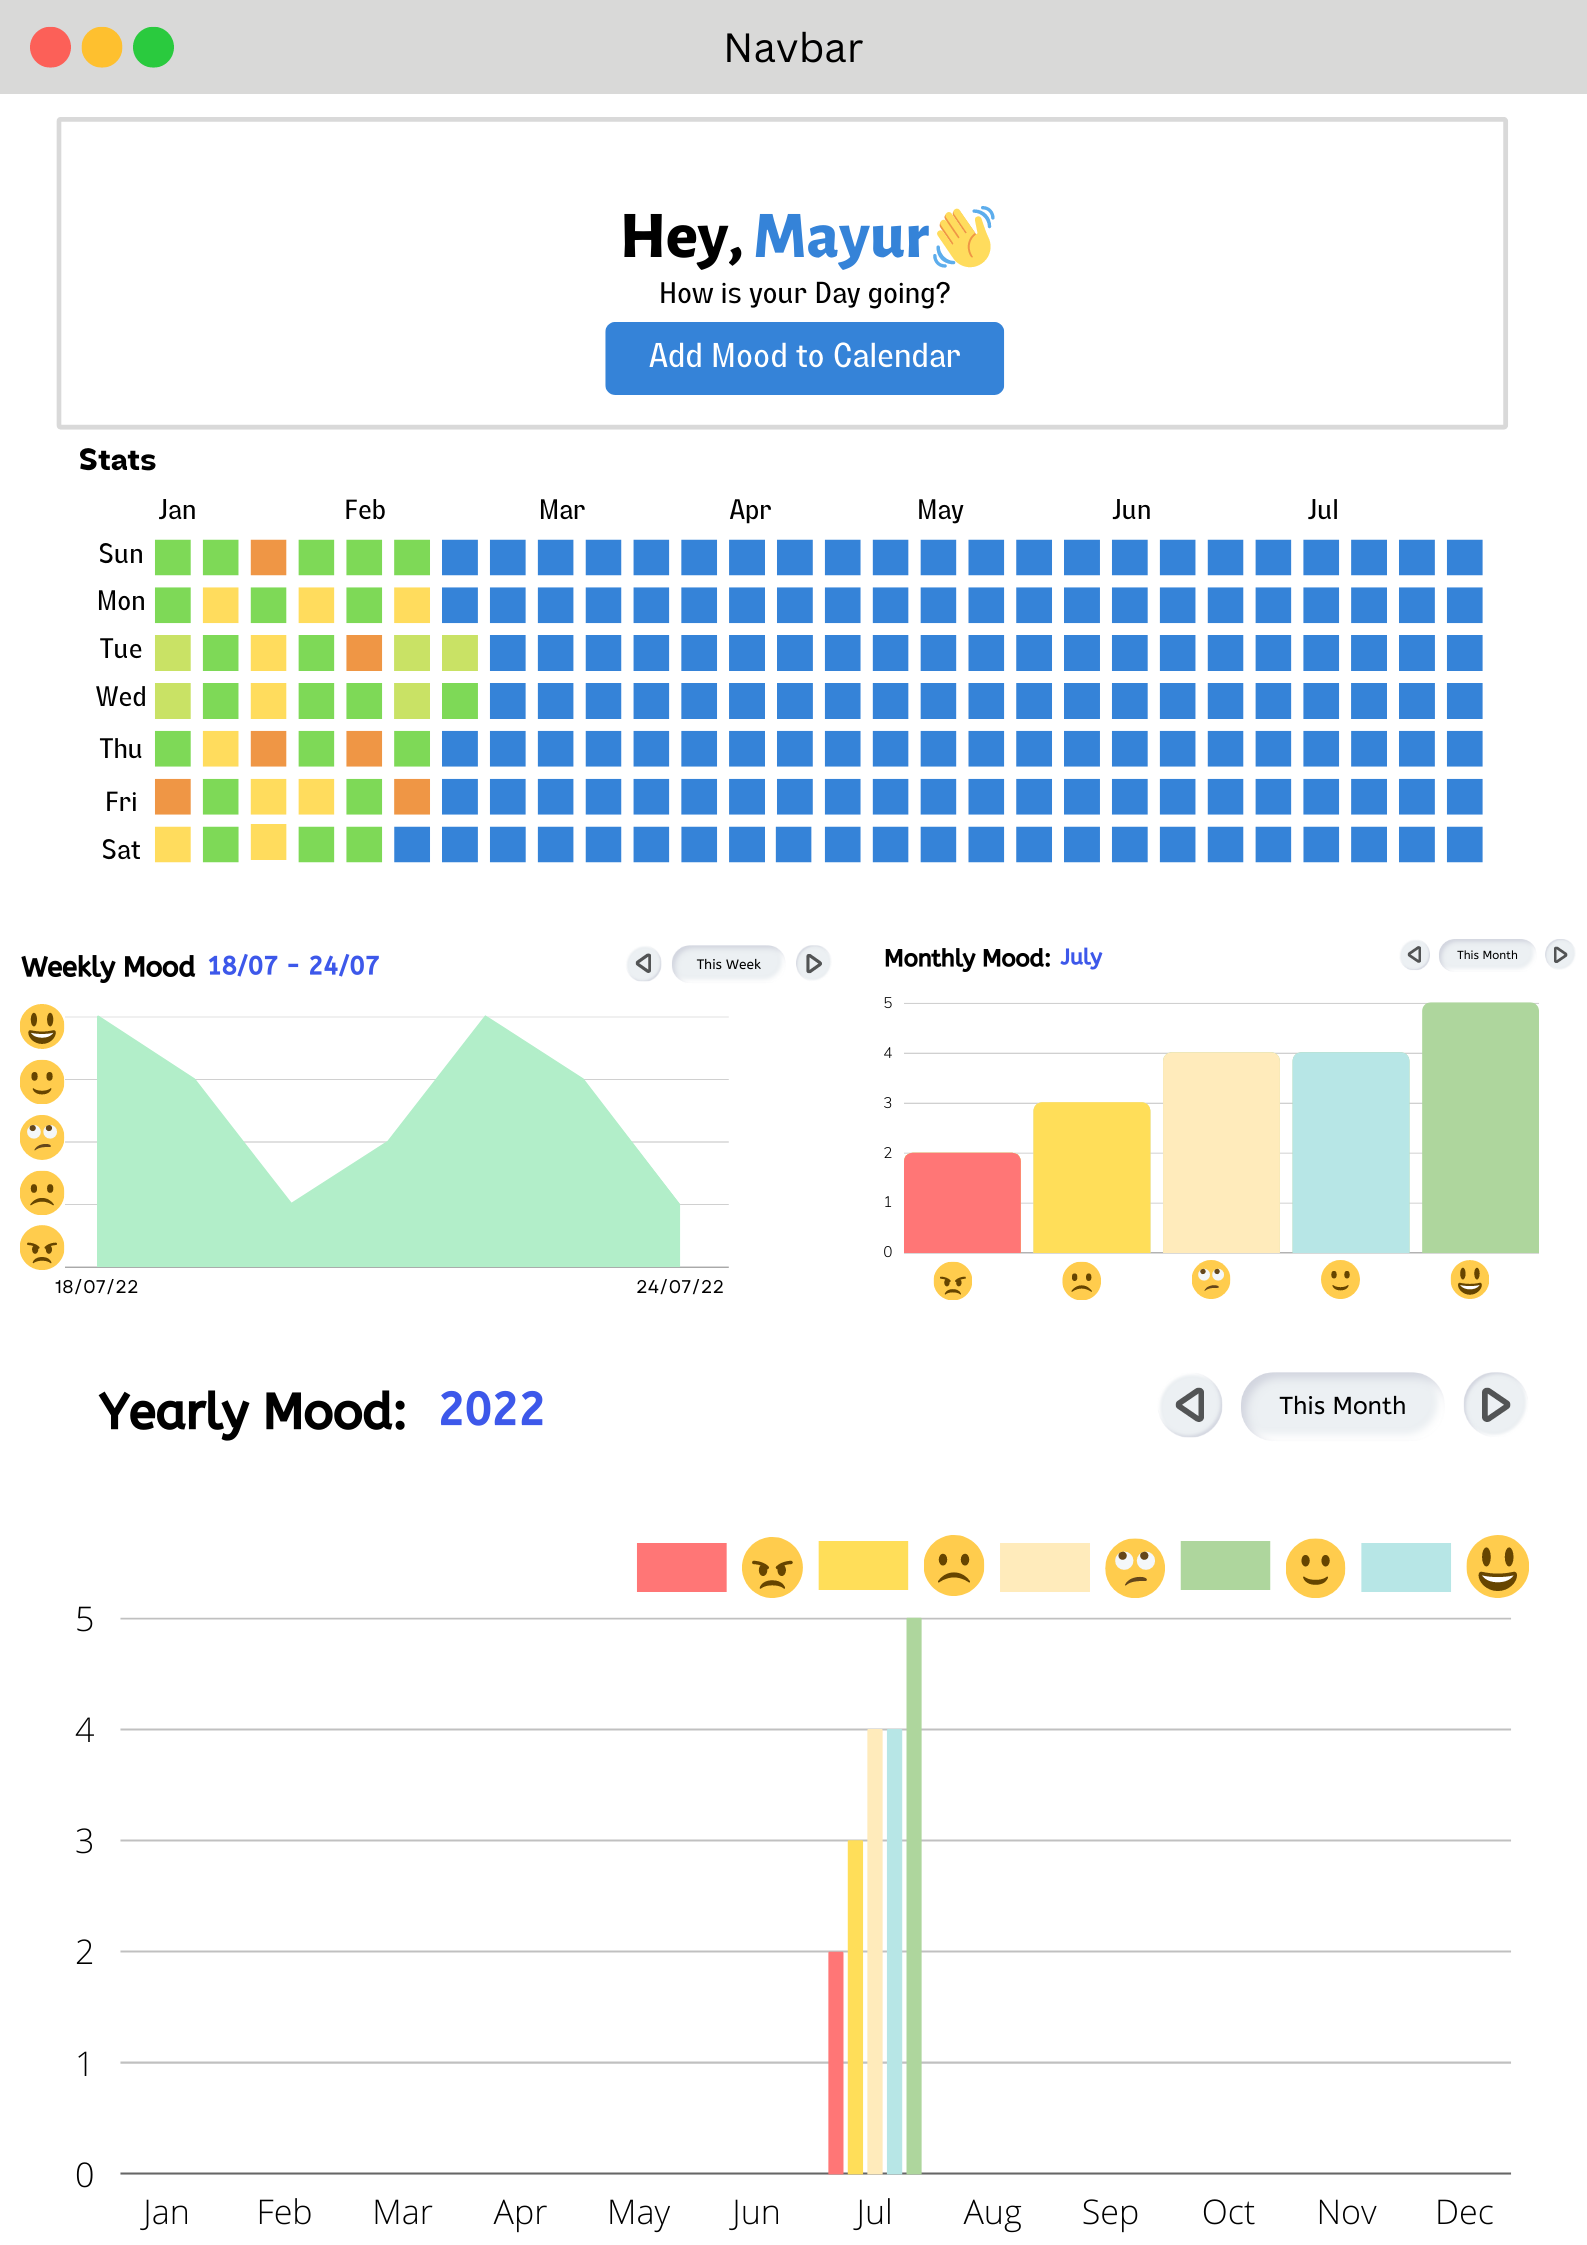 Navbar
Hey, Mayur👋
How is your Day going?
Add Mood to Calendar
Stats
Jan Feb Mar Apr May Jun Jul
Sun
Mon
Tue
Wed
Thu
Fri
Sat
Weekly Mood 18/07 - 24/07
This Week
18/07/22 24/07/22
Monthly Mood: July
This Month
5
4
3
2
1
0
Yearly Mood: 2022
This Month
5
4
3
2
1
0
Jan Feb Mar Apr May Jun Jul Aug Sep Oct Nov Dec